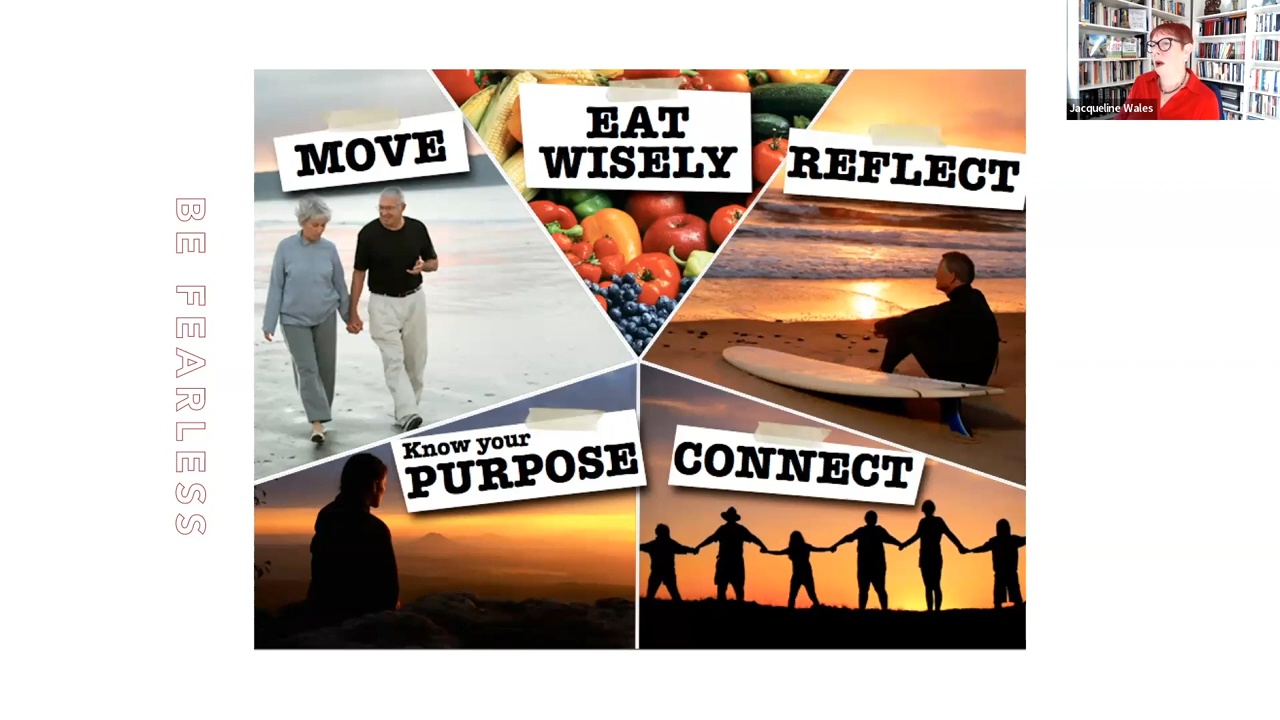 BE FEARLESS
MOVE
EAT
WISELY
REFLECT
Know your
PURPOSE
CONNECT
Jacqueline Wales